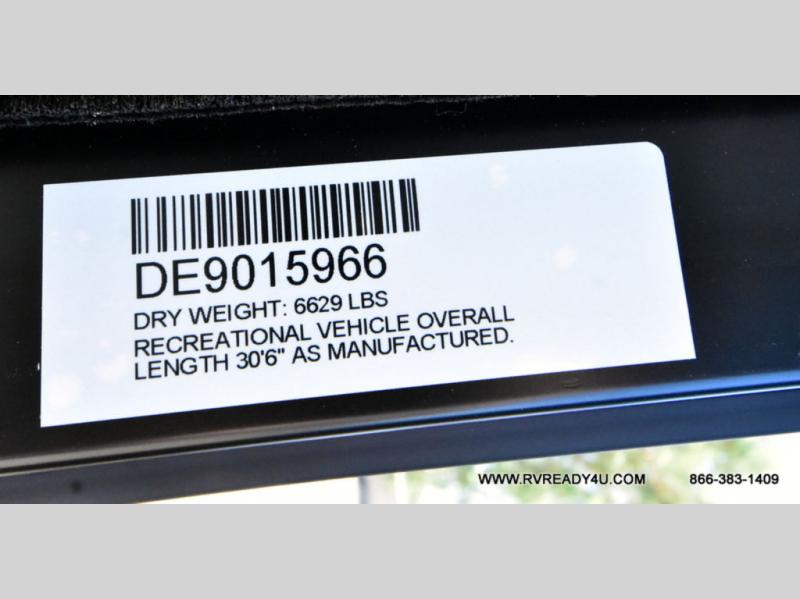 DE9015966
DRY WEIGHT: 6629 LBS
RECREATIONAL VEHICLE OVERALL
LENGTH 30'6" AS MANUFACTURED.
WWW.RVREADY4U.COM 866-383-1409